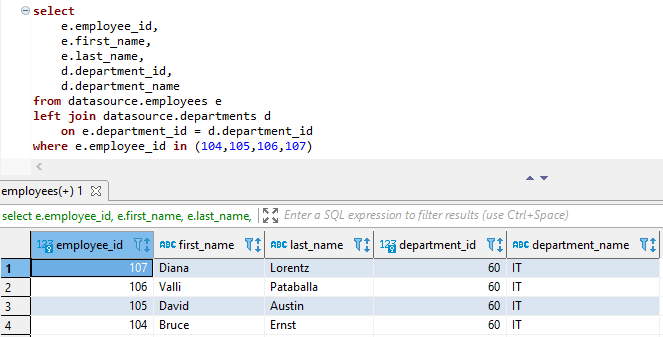 select
e.employee_id,
e.first_name,
e.last_name,
d.department_id,
d.department_name
from datasource.employees e
left join datasource.departments d
on e.department_id = d.department_id
where e.employee_id in (104,105,106,107)
employees(+) 1
select e.employee_id, e.first_name, e.last_name, Enter a SQL expression to filter results (use Ctrl+Space)
123 employee_id ABC first_name ABC last_name 123 department_id ABC department_name
1 107 Diana Lorentz 60 IT
2 106 Valli Pataballa 60 IT
3 105 David Austin 60 IT
4 104 Bruce Ernst 60 IT